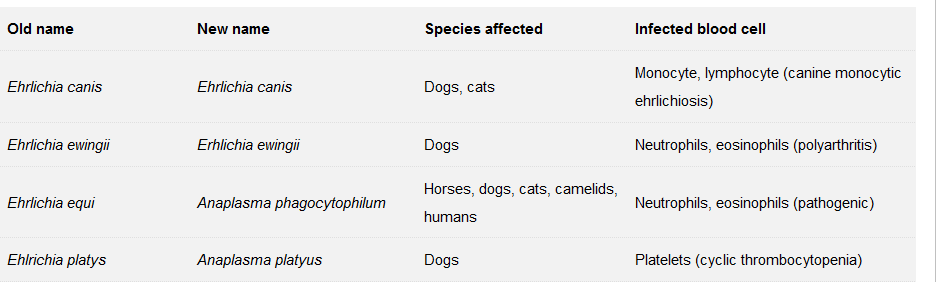 Old name New name Species affected Infected blood cell
Ehrlichia canis Ehrlichia canis Dogs, cats Monocyte, lymphocyte (canine monocytic
ehrlichiosis)
Ehrlichia ewingii Erhlichia ewingii Dogs Neutrophils, eosinophils (polyarthritis)
Ehrlichia equi Anaplasma phagocytophilum Horses, dogs, cats, camelids,
humans Neutrophils, eosinophils (pathogenic)
Ehlrichia platys Anaplasma platyus Dogs Platelets (cyclic thrombocytopenia)